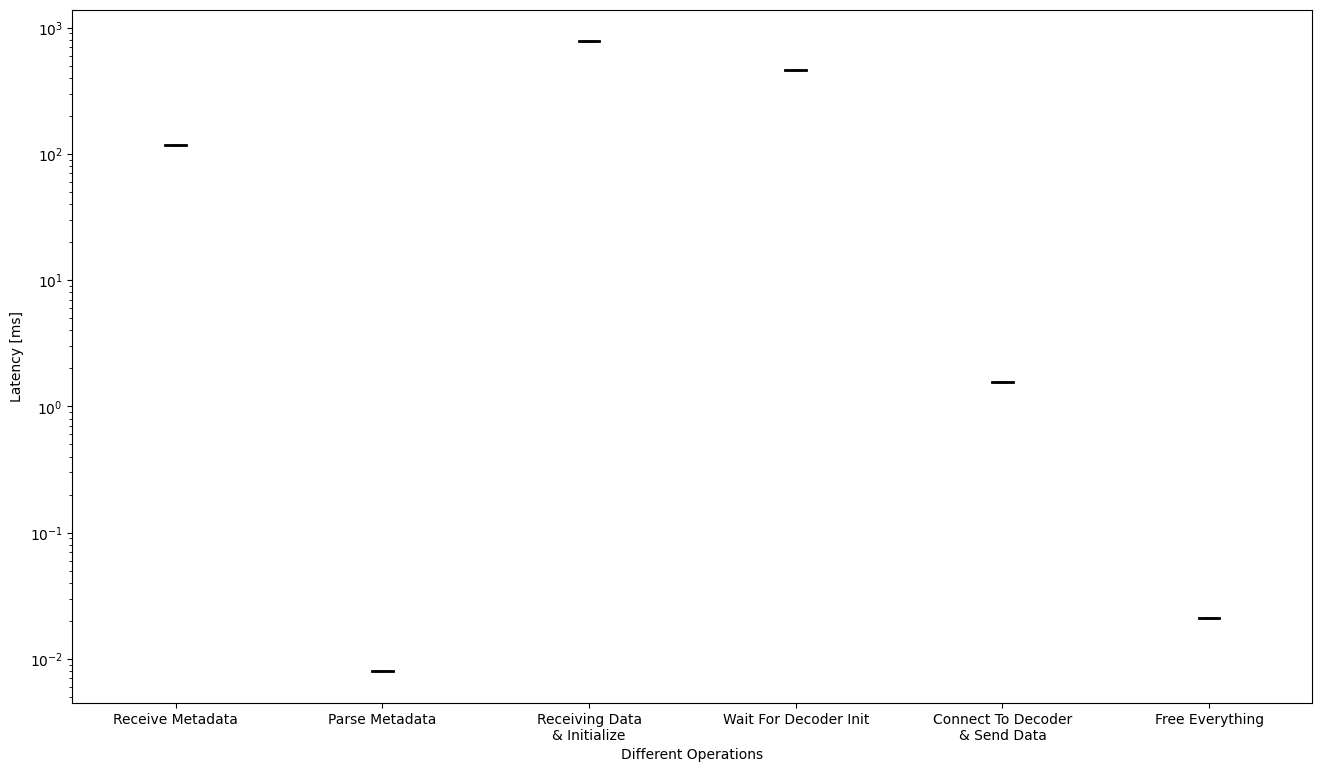 Latency [ms]
10³
10²
10¹
10⁰
10⁻¹
10⁻²
Receive Metadata
Parse Metadata
Receiving Data
& Initialize
Wait For Decoder Init
Connect To Decoder
& Send Data
Free Everything
Different Operations